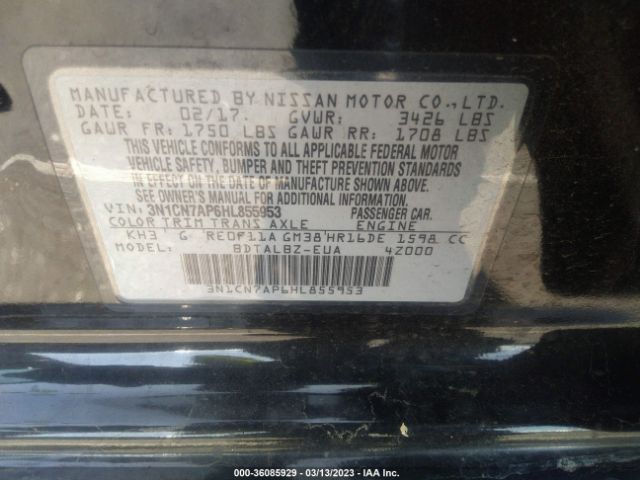 MANUFACTURED BY NISSAN MOTOR CO.,LTD.
DATE: 02/17. GVWR: 3426 LBS
GAWR FR: 1750 LBS GAWR RR: 1708 LBS
THIS VEHICLE CONFORMS TO ALL APPLICABLE FEDERAL MOTOR
VEHICLE SAFETY, BUMPER AND THEFT PREVENTION STANDARDS
IN EFFECT ON THE DATE OF MANUFACTURE SHOWN ABOVE.
SEE OWNER'S MANUAL FOR ADDITIONAL INFORMATION.
VIN: 3N1CN7AP6HL855953 PASSENGER CAR.
COLOR TRIM TRANS AXLE ENGINE
KH3 G RE0F11A GM38 HR16DE 1598 CC
MODEL: BDTALBZ-EUA 4Z000
3N1CN7AP6HL855953
000-36085929 - 03/13/2023 - IAA Inc.